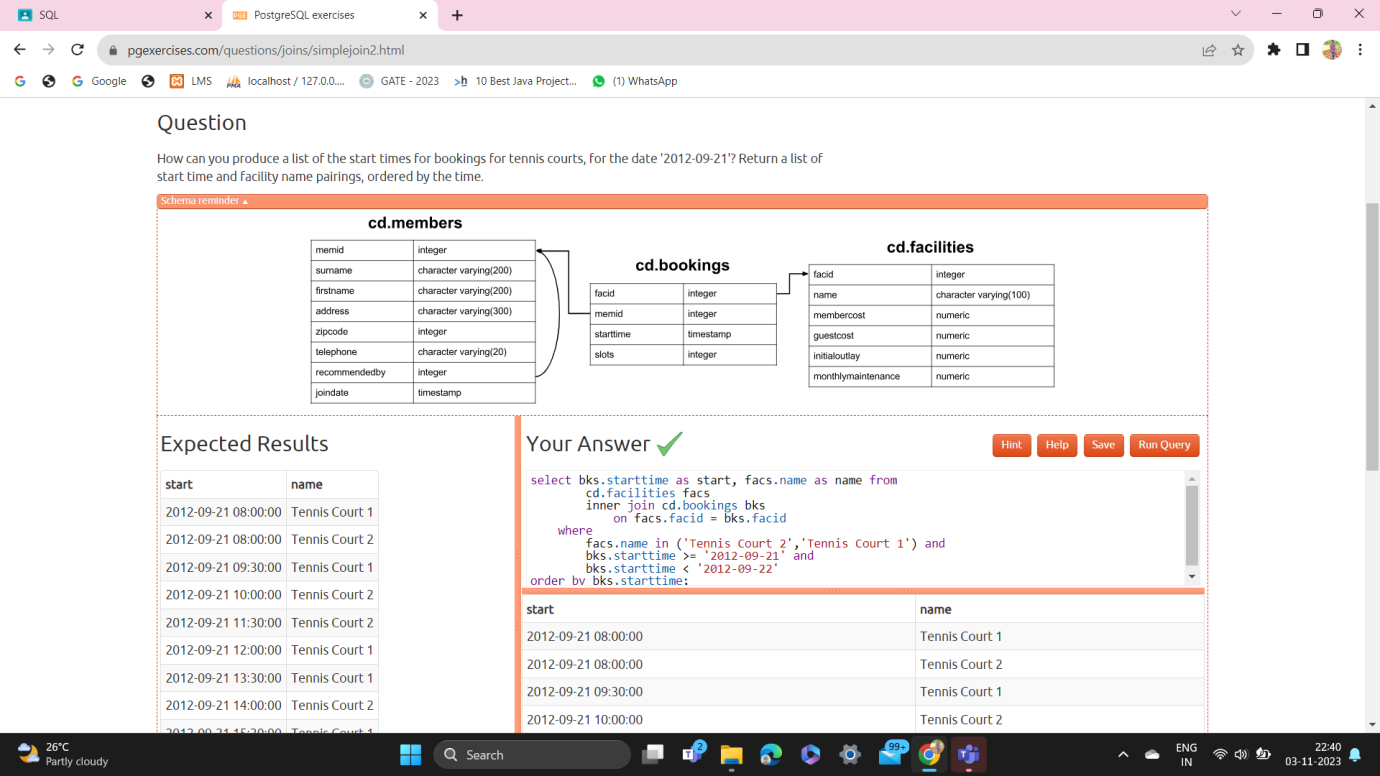 SQL
PostgreSQL exercises
pgexercises.com/questions/joins/simplejoin2.html
G Google LMS localhost / 127.0.0.... GATE - 2023 >h 10 Best Java Project... (1) WhatsApp
Question
How can you produce a list of the start times for bookings for tennis courts, for the date '2012-09-21'? Return a list of
start time and facility name pairings, ordered by the time.
Schema reminder ▴
cd.members
memid integer
surname character varying(200)
firstname character varying(200)
address character varying(300)
zipcode integer
telephone character varying(20)
recommendedby integer
joindate timestamp
cd.bookings
facid integer
memid integer
starttime timestamp
slots integer
cd.facilities
facid integer
name character varying(100)
membercost numeric
guestcost numeric
initialoutlay numeric
monthlymaintenance numeric
Expected Results
start name
2012-09-21 08:00:00 Tennis Court 1
2012-09-21 08:00:00 Tennis Court 2
2012-09-21 09:30:00 Tennis Court 1
2012-09-21 10:00:00 Tennis Court 2
2012-09-21 11:30:00 Tennis Court 2
2012-09-21 12:00:00 Tennis Court 1
2012-09-21 13:30:00 Tennis Court 1
2012-09-21 14:00:00 Tennis Court 2
2012-09-21 15:30:00 Tennis Court 1
Your Answer
Hint Help Save Run Query
select bks.starttime as start, facs.name as name from
cd.facilities facs
inner join cd.bookings bks
on facs.facid = bks.facid
where
facs.name in ('Tennis Court 2','Tennis Court 1') and
bks.starttime >= '2012-09-21' and
bks.starttime < '2012-09-22'
order by bks.starttime;
start name
2012-09-21 08:00:00 Tennis Court 1
2012-09-21 08:00:00 Tennis Court 2
2012-09-21 09:30:00 Tennis Court 1
2012-09-21 10:00:00 Tennis Court 2
26°C
Partly cloudy
Search
2
99+
ENG
IN
22:40
03-11-2023